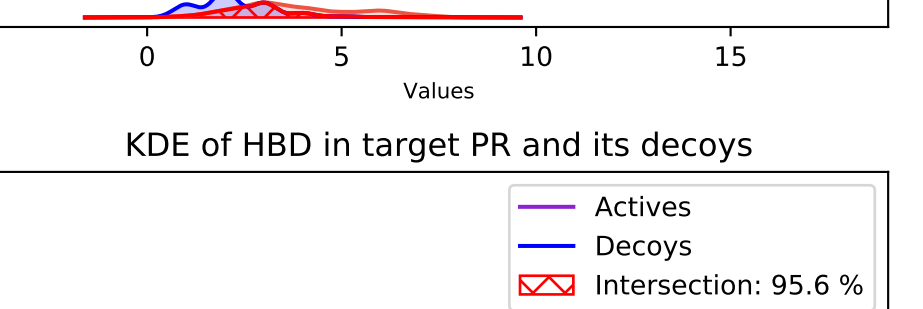 0 5 10 15
Values
KDE of HBD in target PR and its decoys
Actives
Decoys
Intersection: 95.6 %